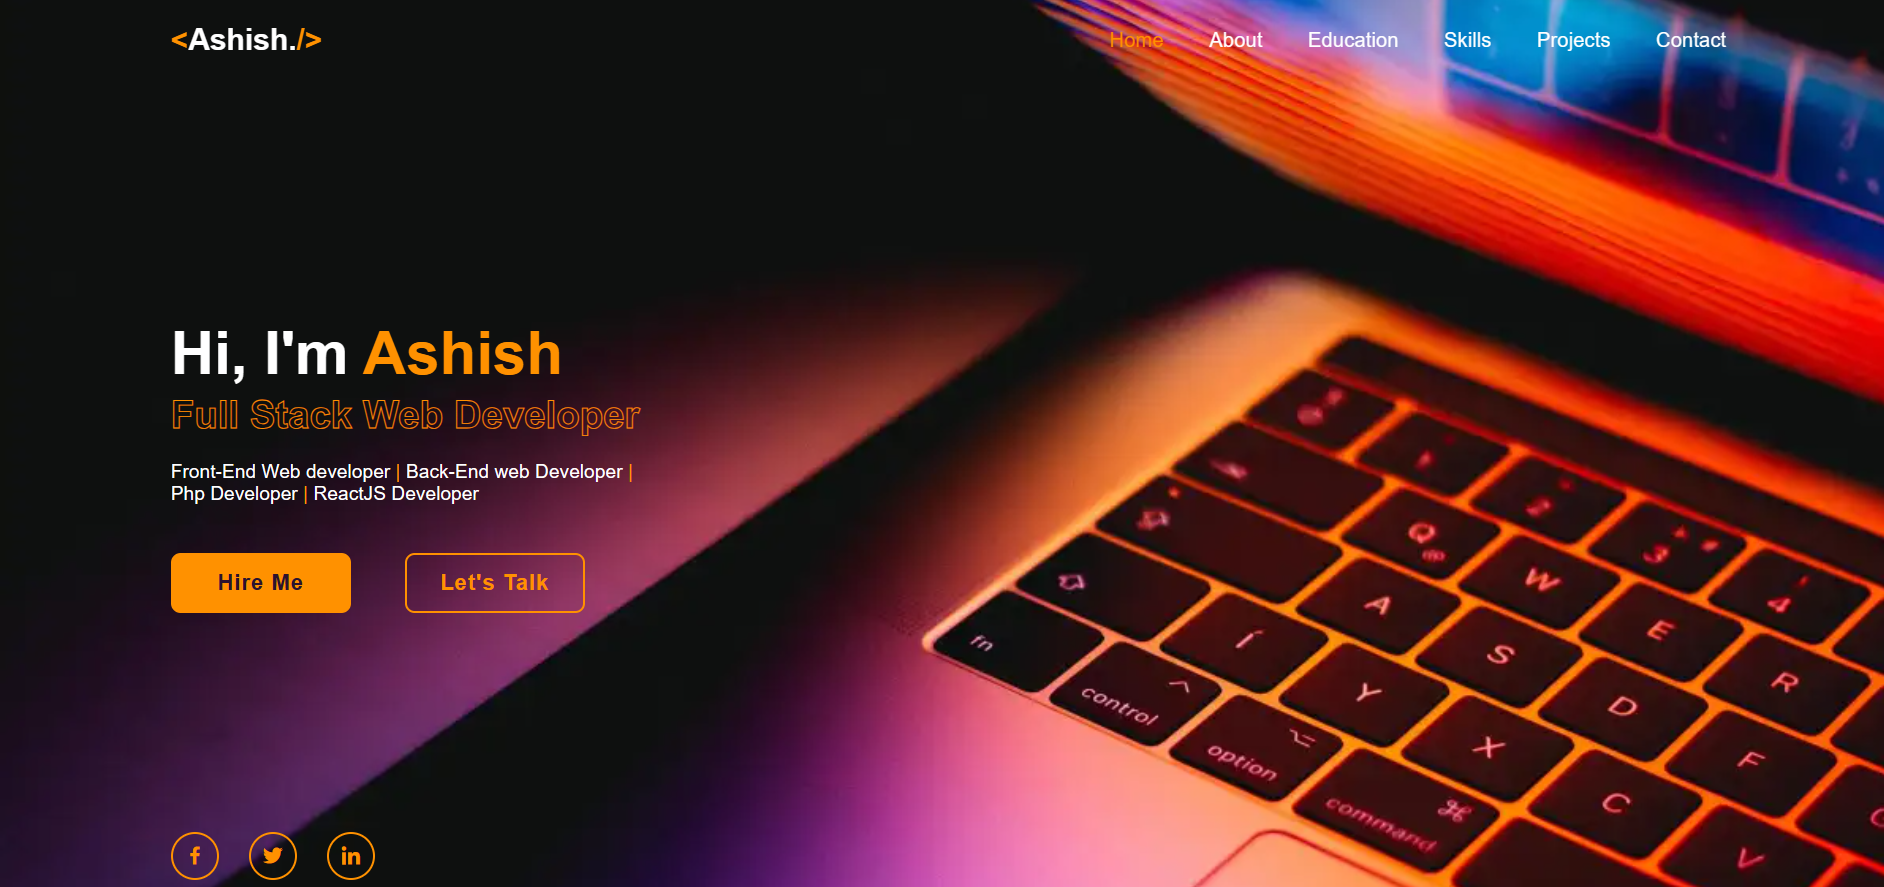 <Ashish./>
Home About Education Skills Projects Contact
Hi, I'm Ashish
Full Stack Web Developer
Front-End Web developer | Back-End web Developer |
Php Developer | ReactJS Developer
Hire Me Let's Talk
2 3 4
Q W E R
A S D F
fn Í Y X C V
control option command